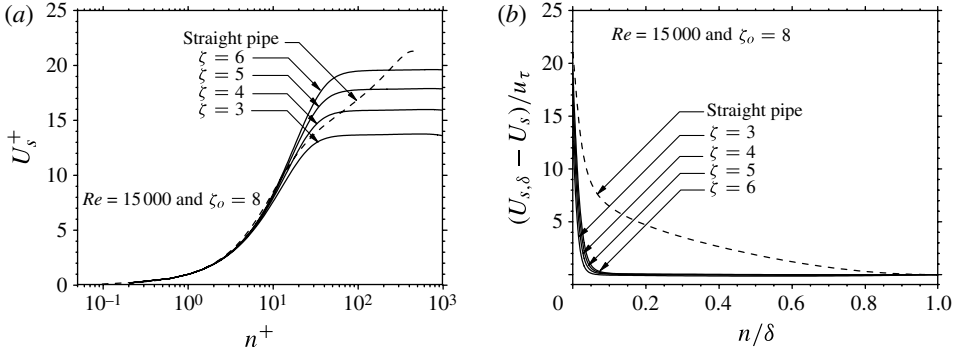 (a)
25
20
15
10
5
0
U_s^+
Straight pipe
ζ = 6
ζ = 5
ζ = 4
ζ = 3
Re = 15 000 and ζ_o = 8
10^{–1}
10^0
10^1
10^2
10^3
n^+
(b)
25
20
15
10
5
0
(U_{s,δ} – U_s)/u_τ
Re = 15 000 and ζ_o = 8
Straight pipe
ζ = 3
ζ = 4
ζ = 5
ζ = 6
0
0.2
0.4
0.6
0.8
1.0
n/δ